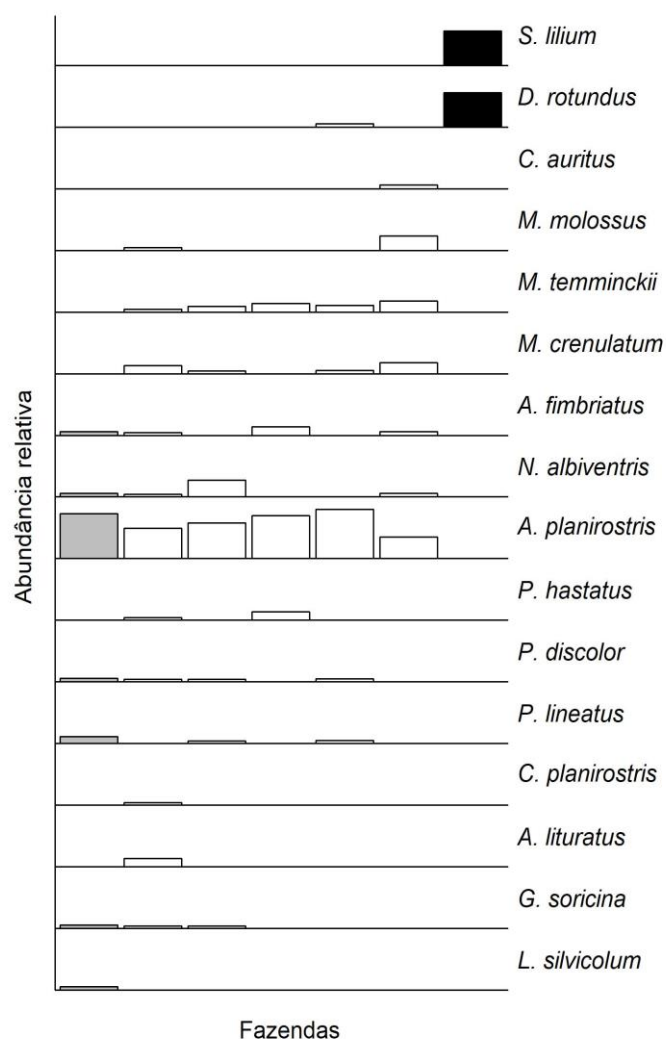 S. lilium
D. rotundus
C. auritus
M. molossus
M. temminckii
M. crenulatum
A. fimbriatus
N. albiventris
A. planirostris
P. hastatus
P. discolor
P. lineatus
C. planirostris
A. lituratus
G. soricina
L. silvicolum
Abundância relativa
Fazendas